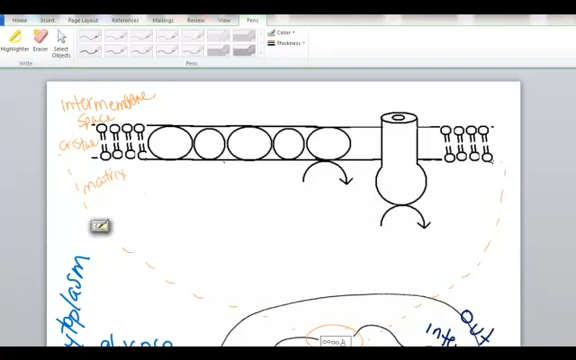 Home Insert Page Layout References Mailings Review View Pens
Highlighter Eraser Select Objects
Color
Thickness
Write
Pens
Intermembrane
Space
cristae
matrix
cytoplasm
OUT
Inte